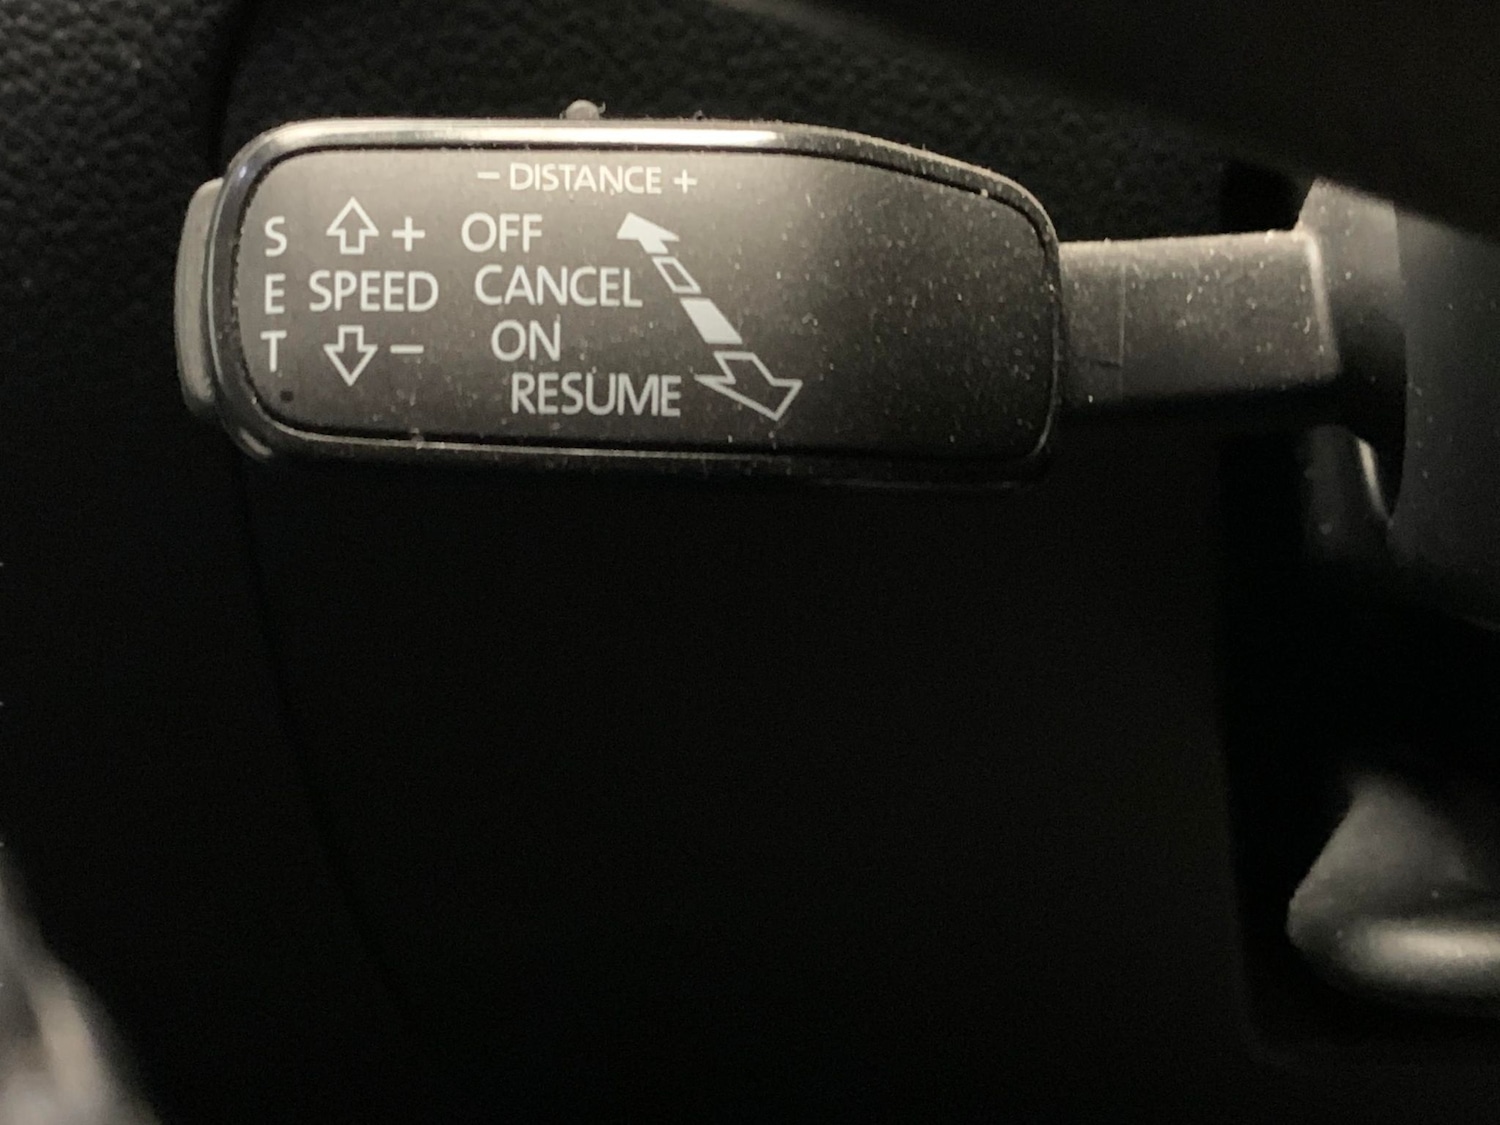 − DISTANCE +
S + OFF
E SPEED CANCEL
T − ON
RESUME